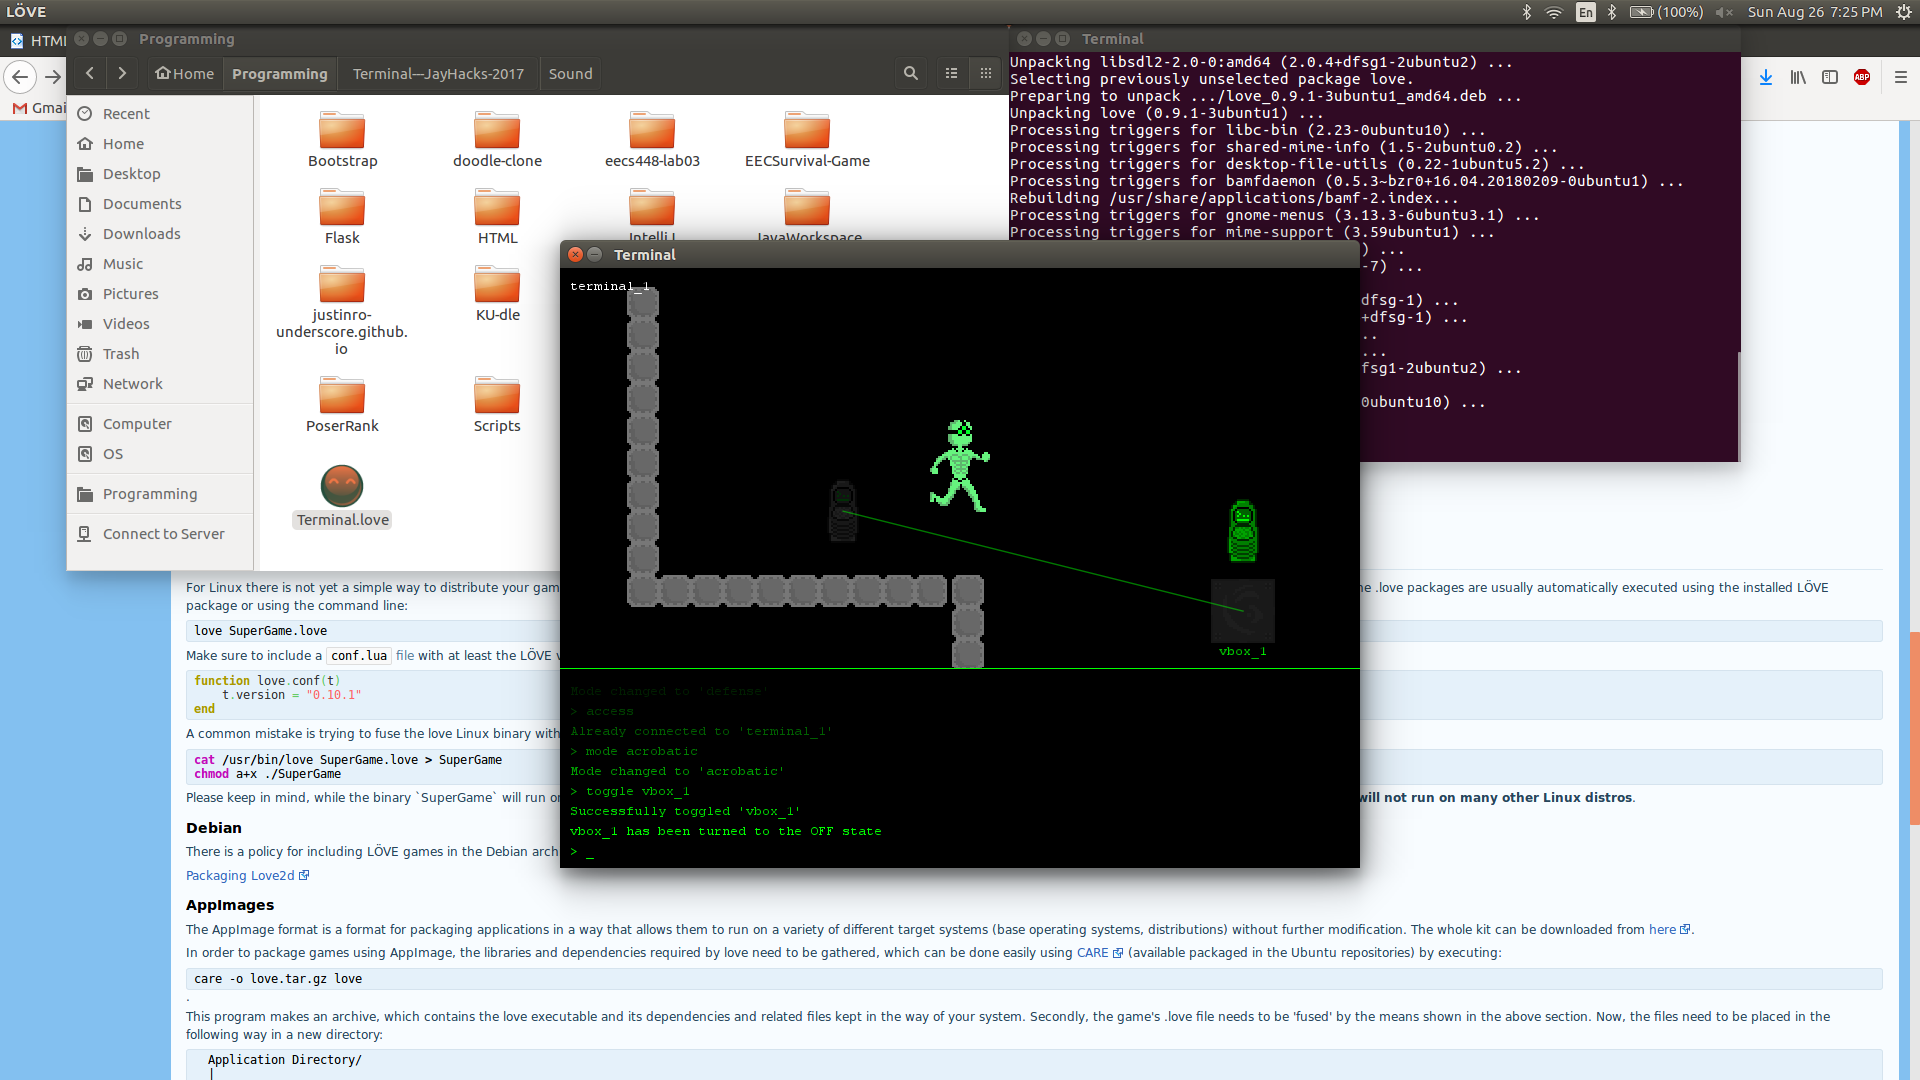 LÖVE
En
(100%)
Sun Aug 26 7:25 PM
HTML
Gmai
Programming
Home
Programming
Terminal---JayHacks-2017
Sound
Recent
Home
Desktop
Documents
Downloads
Music
Pictures
Videos
Trash
Network
Computer
OS
Programming
Connect to Server
Bootstrap
doodle-clone
eecs448-lab03
EECSurvival-Game
Flask
HTML
IntelliJ
JavaWorkspace
justinro-
underscore.github.
io
KU-dle
PoserRank
Scripts
Terminal.love
Terminal
Unpacking libsdl2-2.0-0:amd64 (2.0.4+dfsg1-2ubuntu2) ...
Selecting previously unselected package love.
Preparing to unpack .../love_0.9.1-3ubuntu1_amd64.deb ...
Unpacking love (0.9.1-3ubuntu1) ...
Processing triggers for libc-bin (2.23-0ubuntu10) ...
Processing triggers for shared-mime-info (1.5-2ubuntu0.2) ...
Processing triggers for desktop-file-utils (0.22-1ubuntu5.2) ...
Processing triggers for bamfdaemon (0.5.3~bzr0+16.04.20180209-0ubuntu1) ...
Rebuilding /usr/share/applications/bamf-2.index...
Processing triggers for gnome-menus (3.13.3-6ubuntu3.1) ...
Processing triggers for mime-support (3.59ubuntu1) ...
) ...
-7) ...
dfsg-1) ...
+dfsg-1) ...
..
...
fsg1-2ubuntu2) ...
0ubuntu10) ...
ABP
Terminal
terminal_1
vbox_1
Mode changed to 'defense'
> access
Already connected to 'terminal_1'
> mode acrobatic
Mode changed to 'acrobatic'
> toggle vbox_1
Successfully toggled 'vbox_1'
vbox_1 has been turned to the OFF state
> _
For Linux there is not yet a simple way to distribute your gam
e .love packages are usually automatically executed using the installed LÖVE
package or using the command line:
love SuperGame.love
Make sure to include a conf.lua file with at least the LÖVE v
function love.conf(t)
t.version = "0.10.1"
end
A common mistake is trying to fuse the love Linux binary with
cat /usr/bin/love SuperGame.love > SuperGame
chmod a+x ./SuperGame
Please keep in mind, while the binary `SuperGame` will run o
will not run on many other Linux distros.
Debian
There is a policy for including LÖVE games in the Debian arch
Packaging Love2d
AppImages
The AppImage format is a format for packaging applications in a way that allows them to run on a variety of different target systems (base operating systems, distributions) without further modification. The whole kit can be downloaded from here.
In order to package games using AppImage, the libraries and dependencies required by love need to be gathered, which can be done easily using CARE (available packaged in the Ubuntu repositories) by executing:
care -o love.tar.gz love
.
This program makes an archive, which contains the love executable and its dependencies and related files kept in the way of your system. Secondly, the game's .love file needs to be 'fused' by the means shown in the above section. Now, the files need to be placed in the
following way in a new directory:
Application Directory/
|